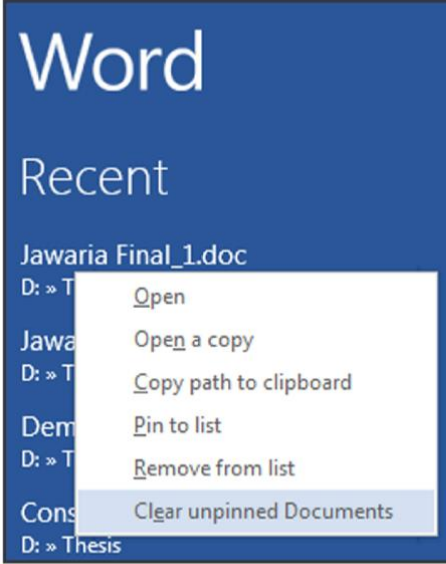 Word
Recent
Jawaria Final_1.doc
D: » T
Open
Jawa
Open a copy
D: » T
Copy path to clipboard
Dem
Pin to list
D: » T
Remove from list
Cons
Clear unpinned Documents
D: » Thesis